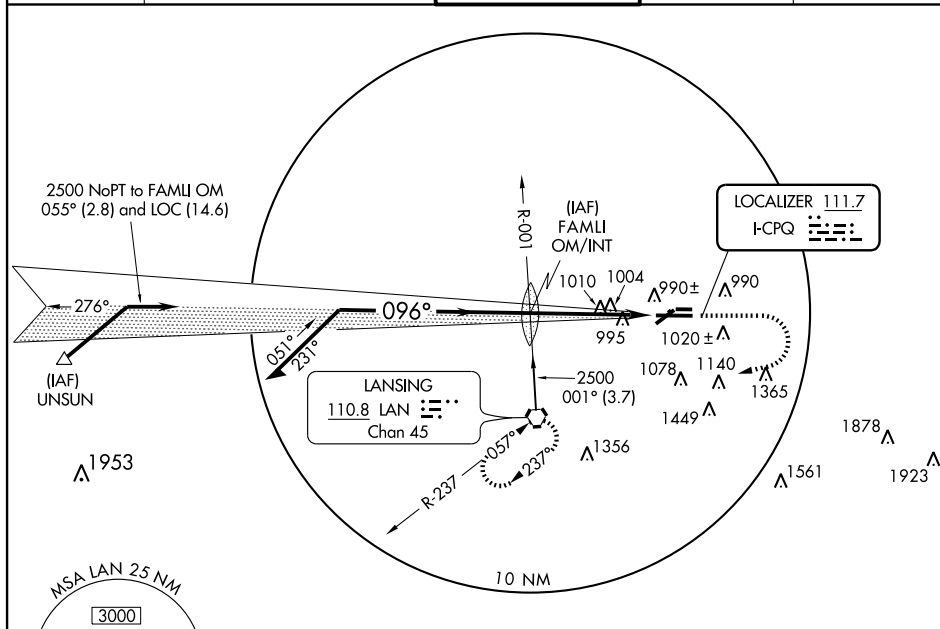 2500 NoPT to FAMLI OM
055° (2.8) and LOC (14.6)
R-001
(IAF)
FAMLI
OM/INT
LOCALIZER 111.7
I-CPQ
1010
1004
990±
990
276°
096°
995
1020±
051°
231°
(IAF)
UNSUN
LANSING
110.8 LAN
Chan 45
2500
001° (3.7)
1078
1140
1365
1449
1953
057°
237°
R-237
1356
1878
1923
1561
10 NM
MSA LAN 25 NM
3000